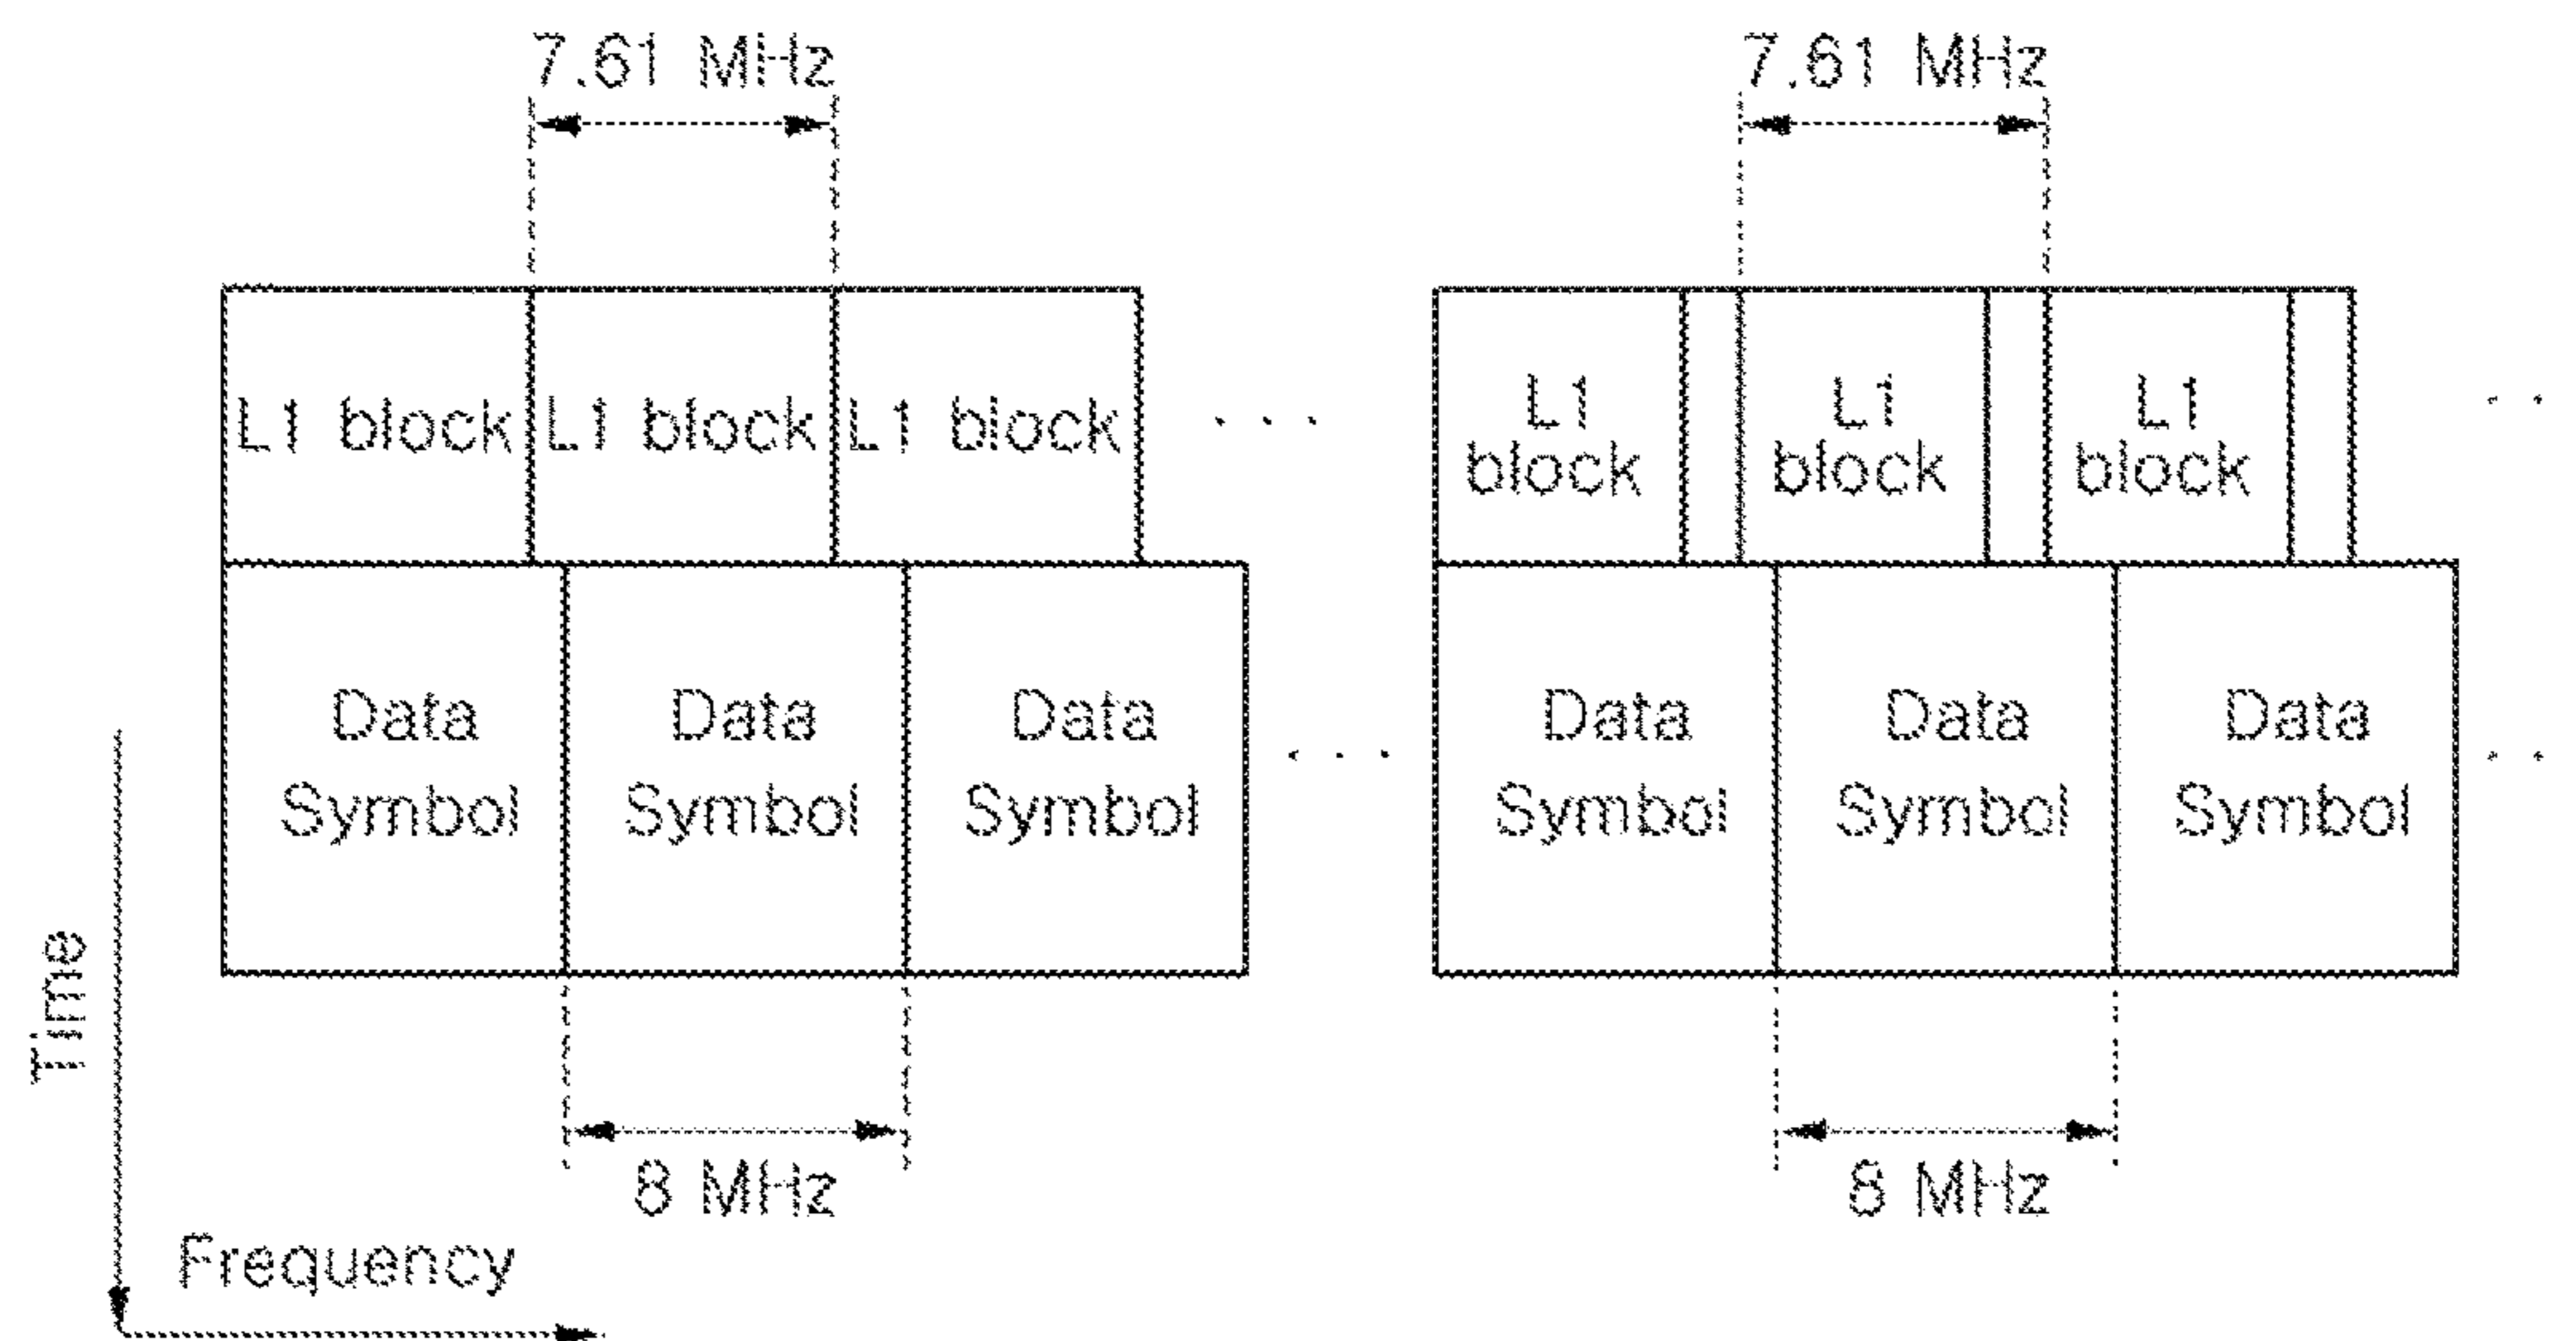 7.61 MHz
7.61 MHz
L1 block
L1 block
L1 block
. . .
L1
block
L1
block
L1
block
. .
Data
Symbol
Data
Symbol
Data
Symbol
. . .
Data
Symbol
Data
Symbol
Data
Symbol
. .
Time
8 MHz
8 MHz
Frequency